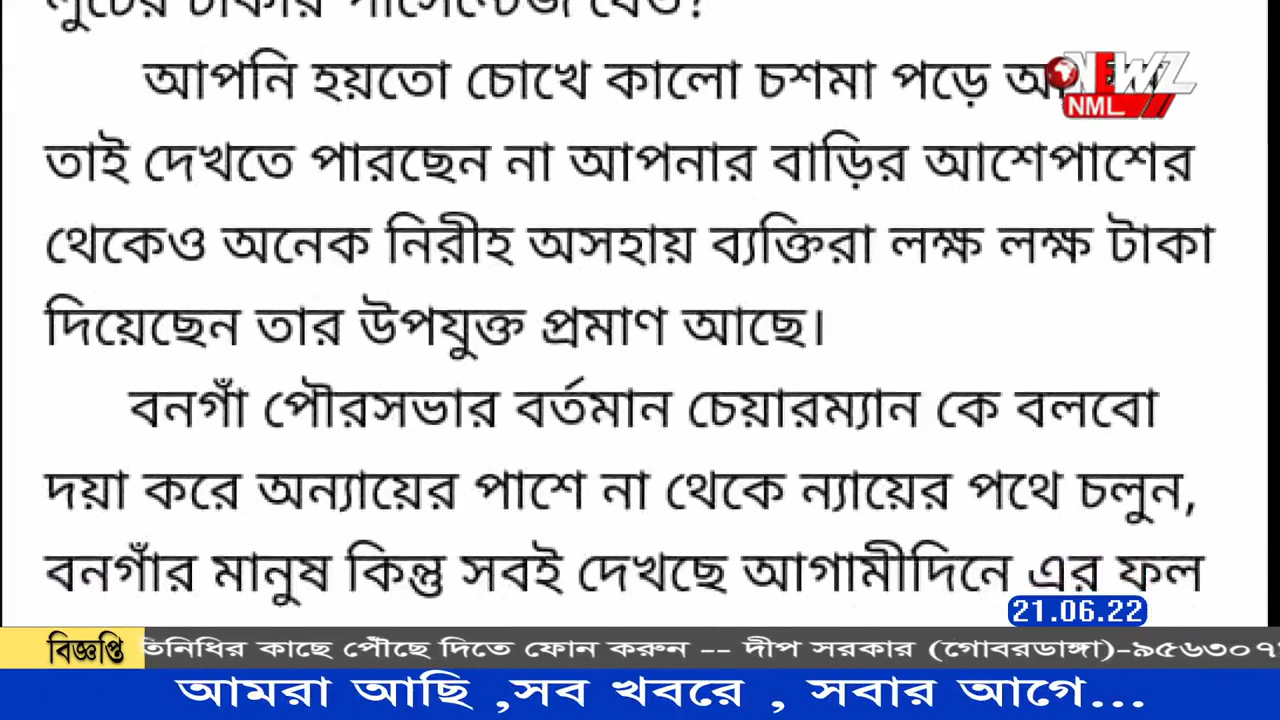 লুটের টাকার পার্সেন্টেজ যেত?
আপনি হয়তো চোখে কালো চশমা পড়ে
NEWZ
NML
তাই দেখতে পারছেন না আপনার বাড়ির আশেপাশের
থেকেও অনেক নিরীহ অসহায় ব্যক্তিরা লক্ষ লক্ষ টাকা
দিয়েছেন তার উপযুক্ত প্রমাণ আছে।
বনগাঁ পৌরসভার বর্তমান চেয়ারম্যান কে বলবো
দয়া করে অন্যায়ের পাশে না থেকে ন্যায়ের পথে চলুন,
বনগাঁর মানুষ কিন্তু সবই দেখছে আগামীদিনে এর ফল
21.06.22
বিজ্ঞপ্তি
তিনিধির কাছে পৌঁছে দিতে ফোন করুন -- দীপ সরকার (গোবরডাঙ্গা)-৯৫৬৩০৭
আমরা আছি ,সব খবরে , সবার আগে...